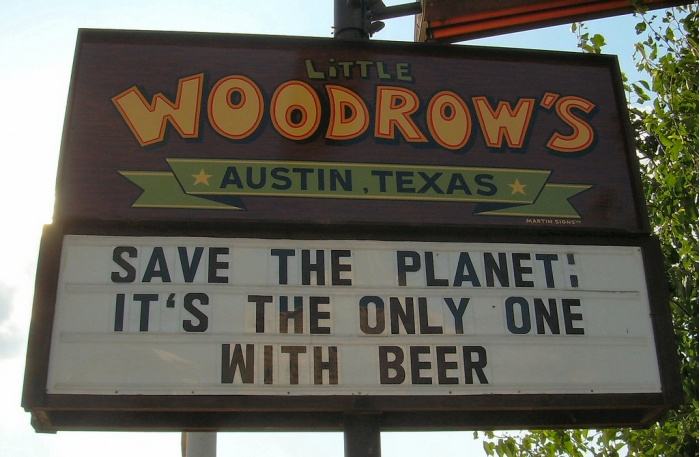 LiTTLE
WOODROW'S
AUSTIN, TEXAS
MARTIN SIGNS
SAVE THE PLANET:
IT'S THE ONLY ONE
WITH BEER